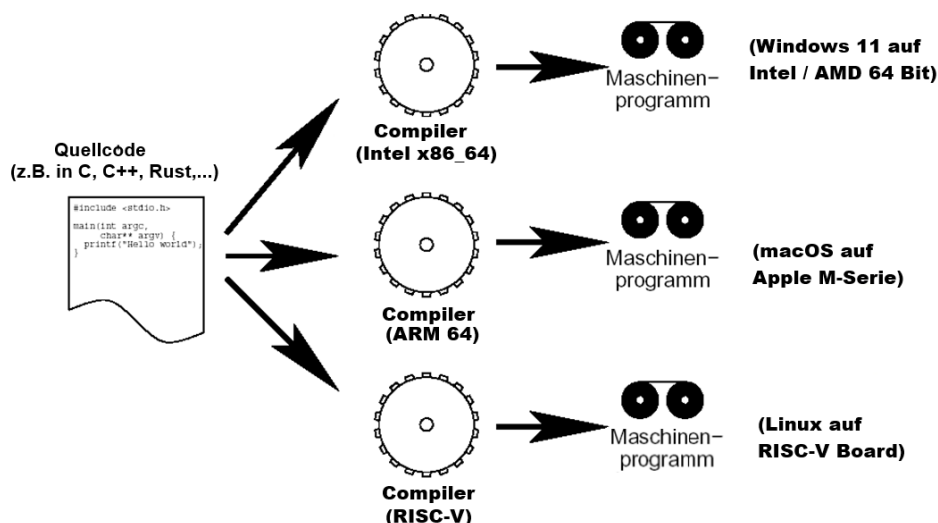 Quellcode
(z.B. in C, C++, Rust,...)
#include <stdio.h>
main(int argc,
char** argv) {
printf("Hello world");
}
Compiler
(Intel x86_64)
Maschinen-
programm
(Windows 11 auf
Intel / AMD 64 Bit)
Compiler
(ARM 64)
Maschinen-
programm
(macOS auf
Apple M-Serie)
Compiler
(RISC-V)
Maschinen-
programm
(Linux auf
RISC-V Board)